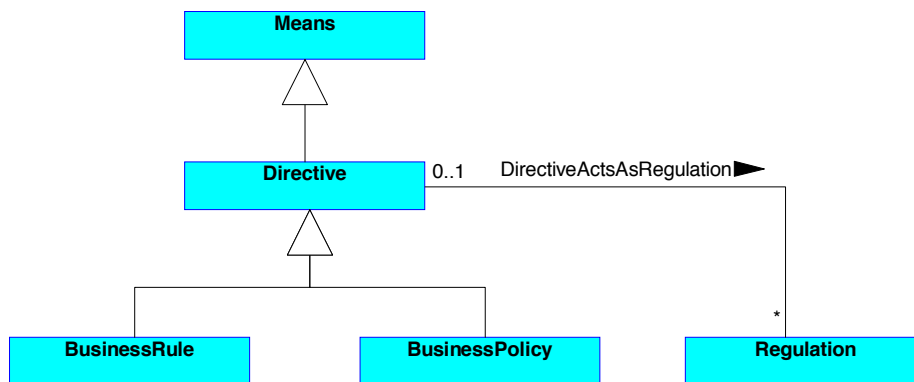 Means
Directive
0..1
DirectiveActsAsRegulation
*
BusinessRule
BusinessPolicy
Regulation